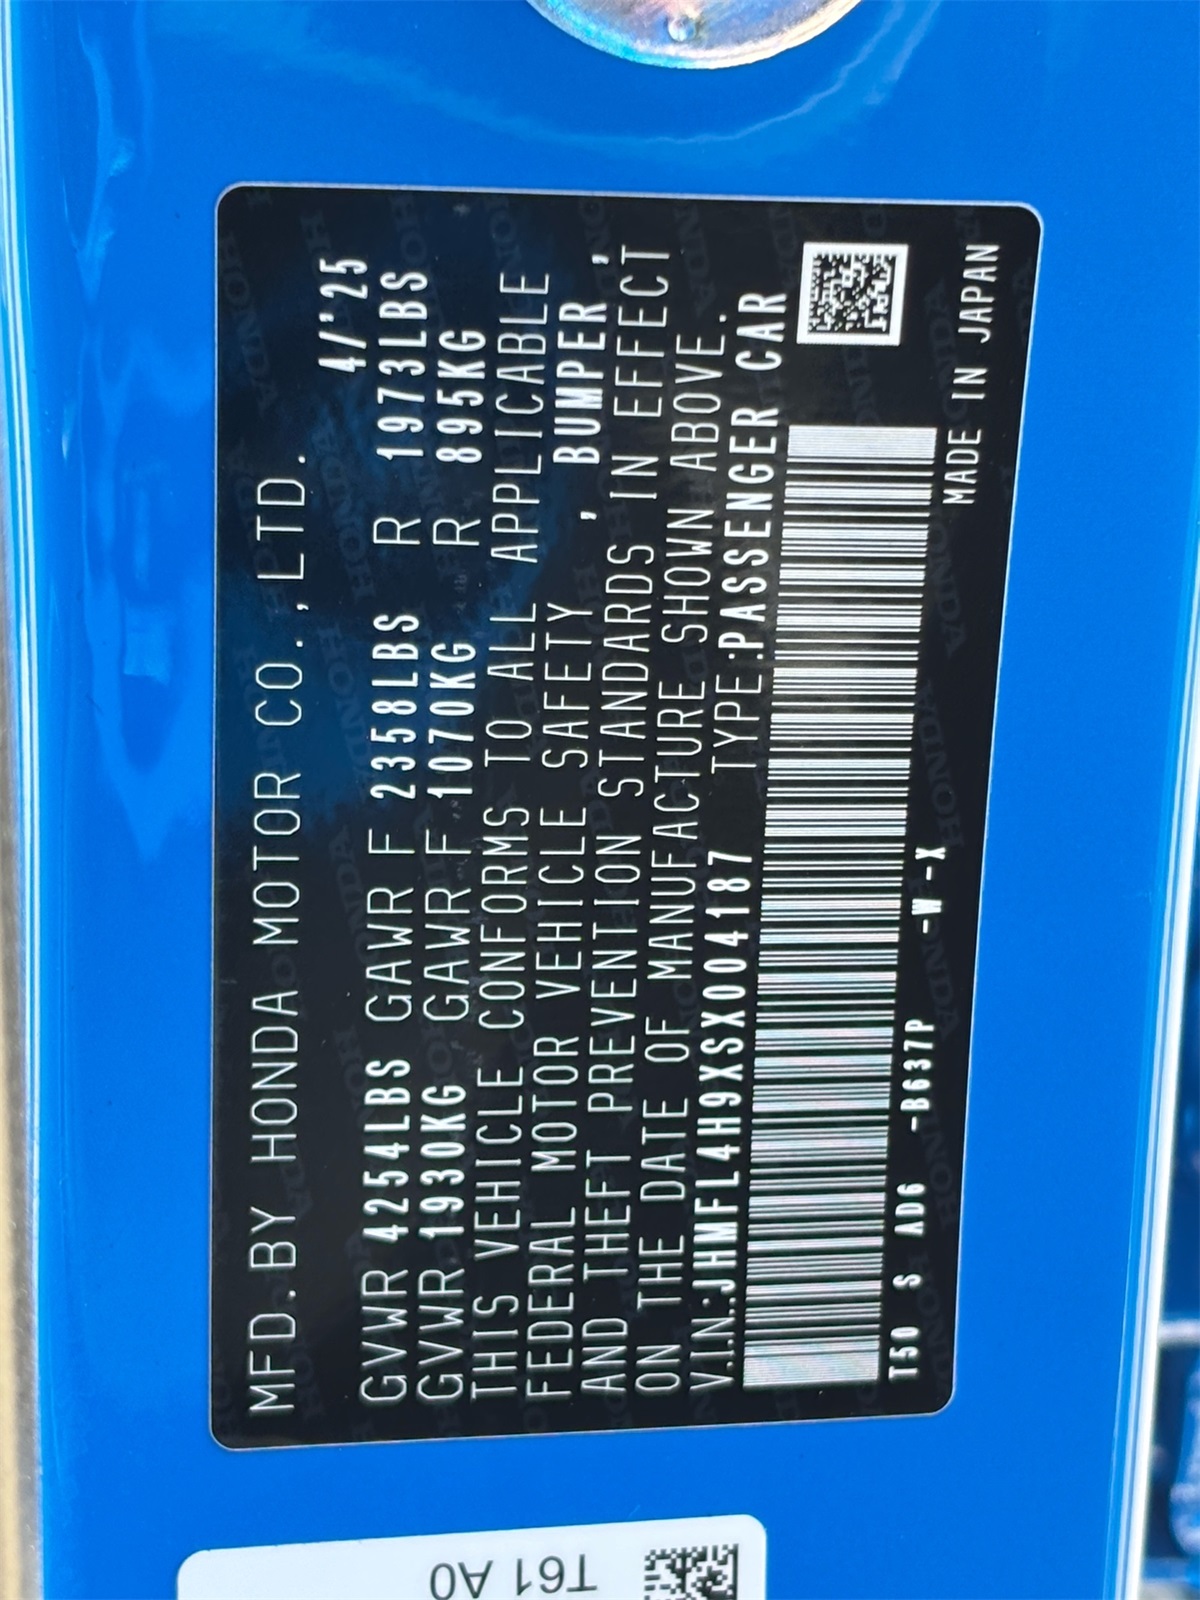 MFD.BY HONDA MOTOR CO.,LTD.
4/'25
GVWR 4254LBS GAWR F 2358LBS R 1973LBS
GVWR 1930KG GAWR F 1070KG R 895KG
THIS VEHICLE CONFORMS TO ALL APPLICABLE
FEDERAL MOTOR VEHICLE SAFETY , BUMPER ,
AND THEFT PREVENTION STANDARDS IN EFFECT
ON THE DATE OF MANUFACTURE SHOWN ABOVE.
V.I.N.:JHMFL4H9XSX004187 TYPE:PASSENGER CAR
T50 S AD6 -B637P -W-X
MADE IN JAPAN
T61 A0